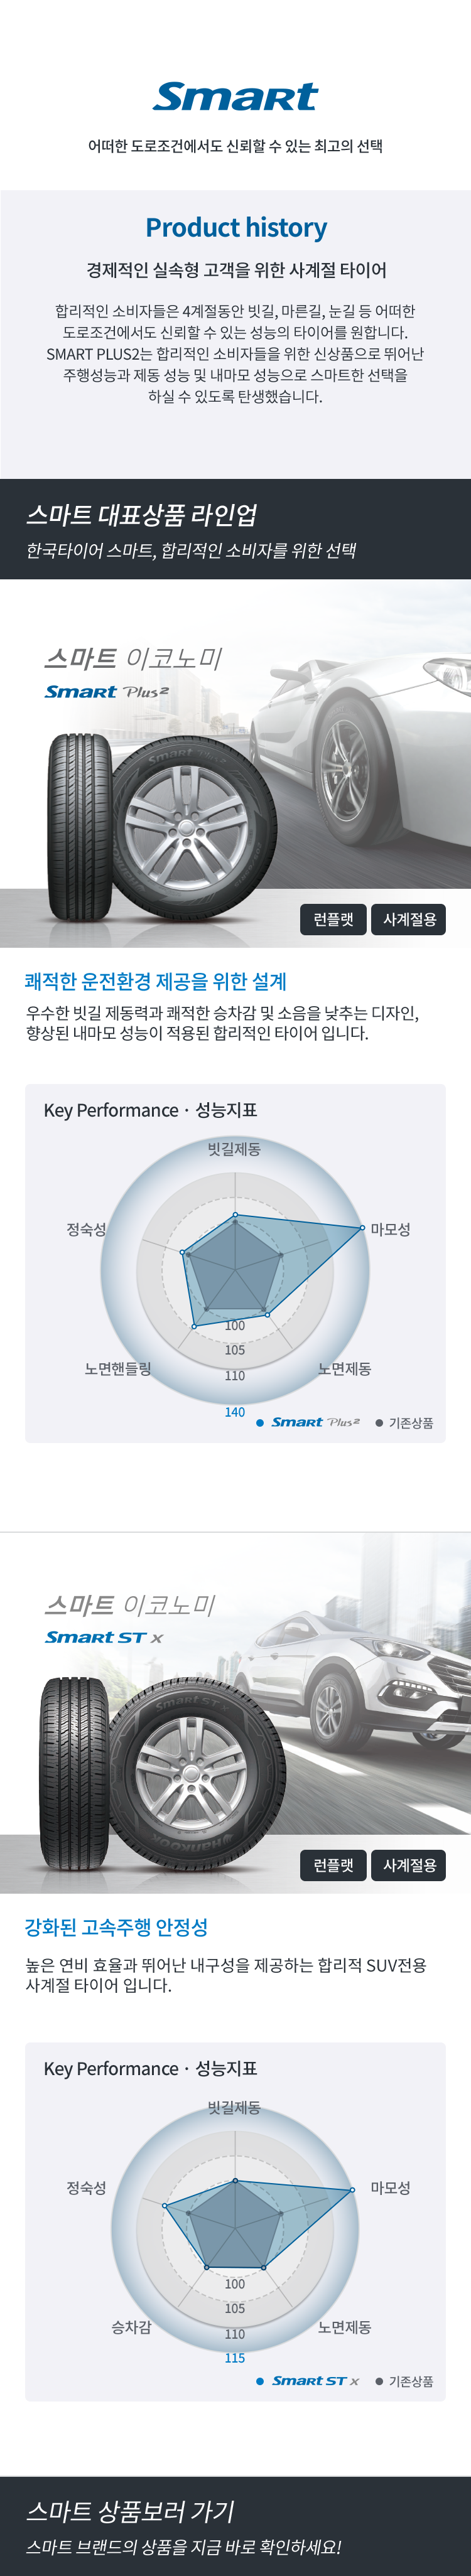 Smart
어떠한 도로조건에서도 신뢰할 수 있는 최고의 선택
Product history
경제적인 실속형 고객을 위한 사계절 타이어
합리적인 소비자들은 4계절동안 빗길, 마른길, 눈길 등 어떠한
도로조건에서도 신뢰할 수 있는 성능의 타이어를 원합니다.
SMART PLUS2는 합리적인 소비자들을 위한 신상품으로 뛰어난
주행성능과 제동 성능 및 내마모 성능으로 스마트한 선택을
하실 수 있도록 탄생했습니다.
스마트 대표상품 라인업
한국타이어 스마트, 합리적인 소비자를 위한 선택
스마트 이코노미
Smart Plus2
Smart Plus2
런플랫 사계절용
쾌적한 운전환경 제공을 위한 설계
우수한 빗길 제동력과 쾌적한 승차감 및 소음을 낮추는 디자인,
향상된 내마모 성능이 적용된 합리적인 타이어 입니다.
Key Performance · 성능지표
빗길제동
정숙성 마모성
100
105
노면핸들링 노면제동
110
140
Smart Plus2 기존상품
스마트 이코노미
Smart ST x
Smart ST x
Hankook
런플랫 사계절용
강화된 고속주행 안정성
높은 연비 효율과 뛰어난 내구성을 제공하는 합리적 SUV전용
사계절 타이어 입니다.
Key Performance · 성능지표
빗길제동
정숙성 마모성
100
105
승차감 노면제동
110
115
Smart ST x 기존상품
스마트 상품보러 가기
스마트 브랜드의 상품을 지금 바로 확인하세요!